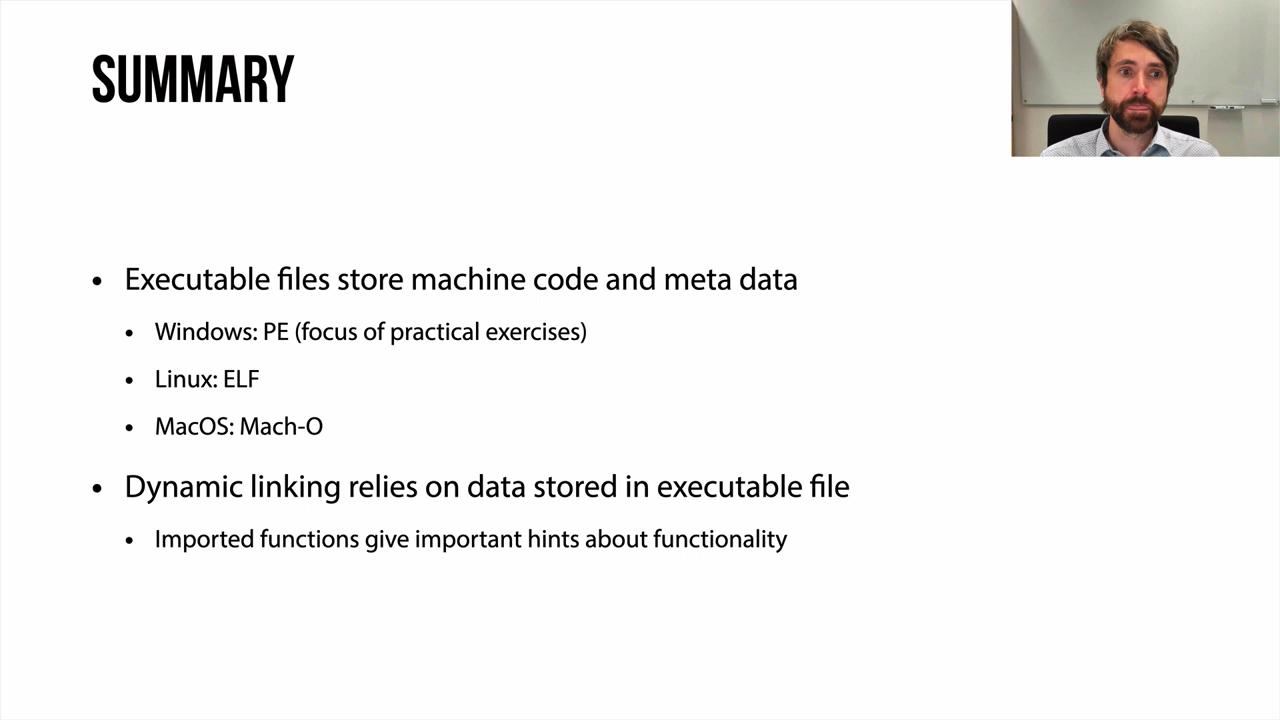 SUMMARY
• Executable files store machine code and meta data
• Windows: PE (focus of practical exercises)
• Linux: ELF
• MacOS: Mach-O
• Dynamic linking relies on data stored in executable file
• Imported functions give important hints about functionality